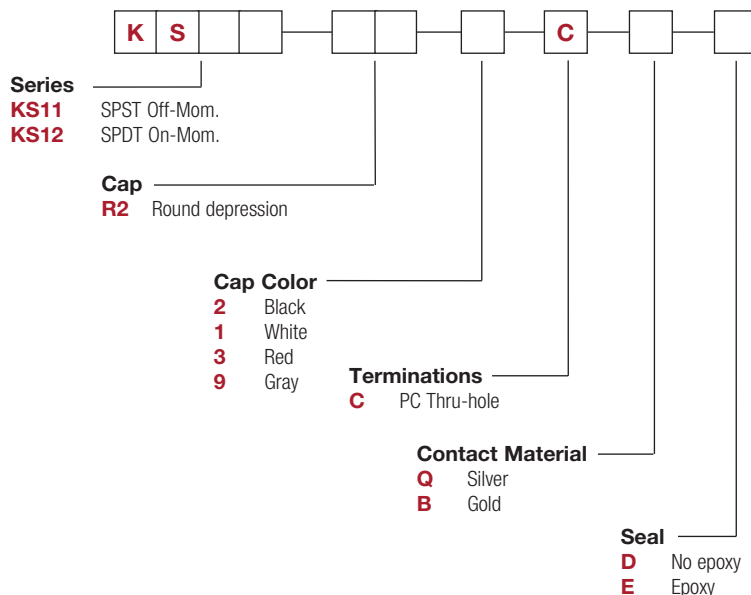 K S C
Series
KS11 SPST Off-Mom.
KS12 SPDT On-Mom.
Cap
R2 Round depression
Cap Color
2 Black
1 White
3 Red
9 Gray
Terminations
C PC Thru-hole
Contact Material
Q Silver
B Gold
Seal
D No epoxy
E Epoxy